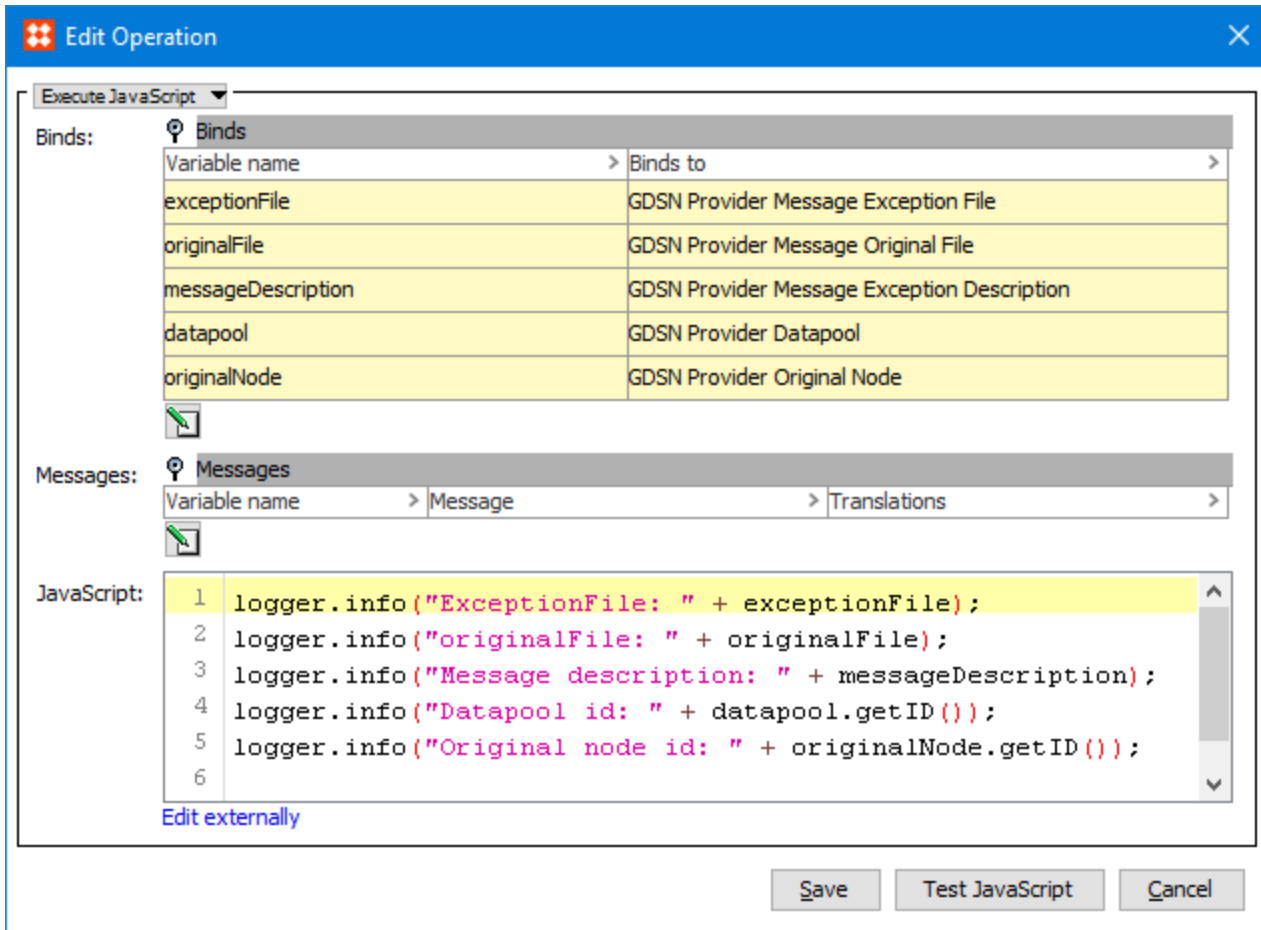 Edit Operation
Execute JavaScript
Binds:
Binds
Variable name > Binds to >
exceptionFile GDSN Provider Message Exception File
originalFile GDSN Provider Message Original File
messageDescription GDSN Provider Message Exception Description
datapool GDSN Provider Datapool
originalNode GDSN Provider Original Node
Messages:
Messages
Variable name > Message > Translations >
JavaScript:
1 logger.info("ExceptionFile: " + exceptionFile);
2 logger.info("originalFile: " + originalFile);
3 logger.info("Message description: " + messageDescription);
4 logger.info("Datapool id: " + datapool.getID());
5 logger.info("Original node id: " + originalNode.getID());
6
Edit externally
Save Test JavaScript Cancel